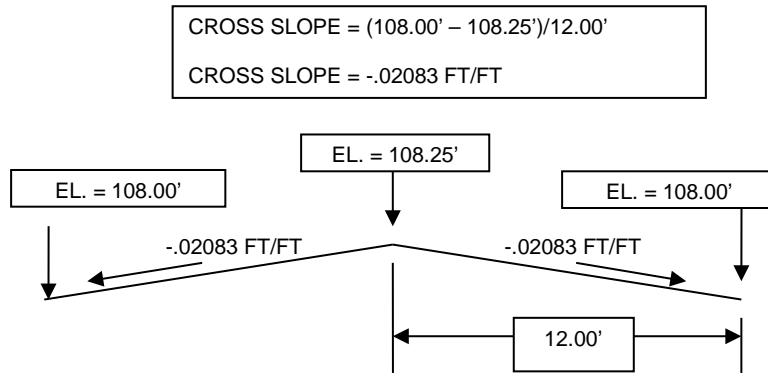 CROSS SLOPE = (108.00’ – 108.25’)/12.00’
CROSS SLOPE = -.02083 FT/FT
EL. = 108.25’
EL. = 108.00’
EL. = 108.00’
-.02083 FT/FT
-.02083 FT/FT
12.00’